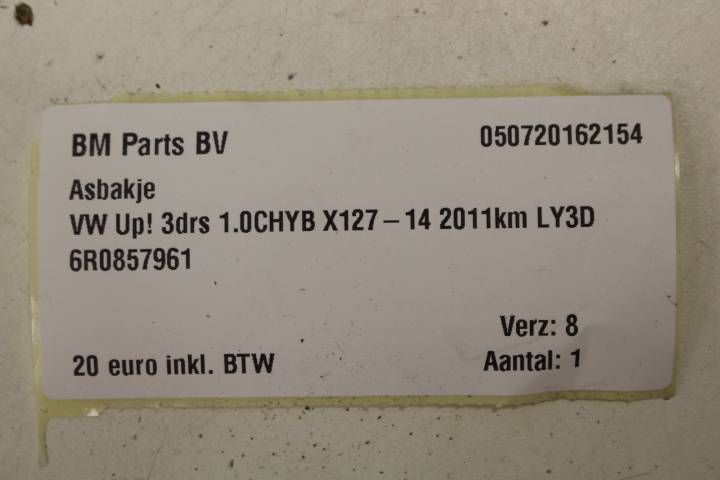 BM Parts BV 050720162154
Asbakje
VW Up! 3drs 1.0CHYB X127-14 2011km LY3D
6R0857961
Verz: 8
20 euro inkl. BTW Aantal: 1